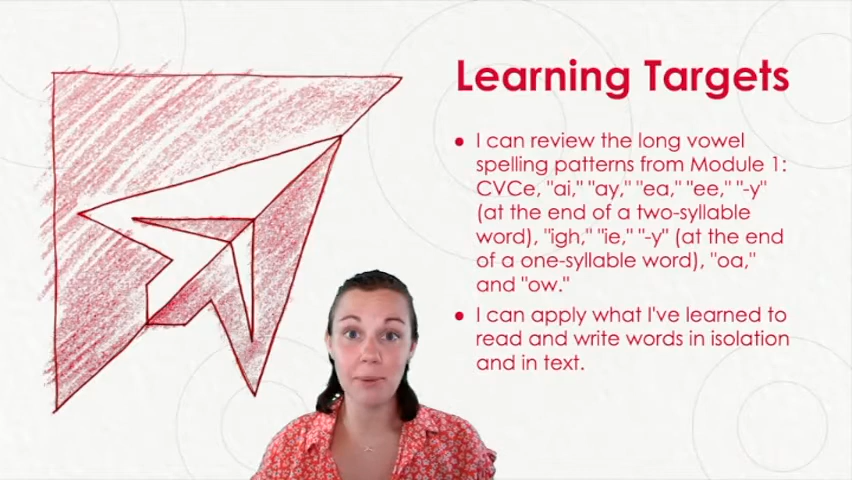 Learning Targets
• I can review the long vowel
spelling patterns from Module 1:
CVCe, "ai," "ay," "ea," "ee," "-y"
(at the end of a two-syllable
word), "igh," "ie," "-y" (at the end
of a one-syllable word), "oa,"
and "ow."
• I can apply what I've learned to
read and write words in isolation
and in text.